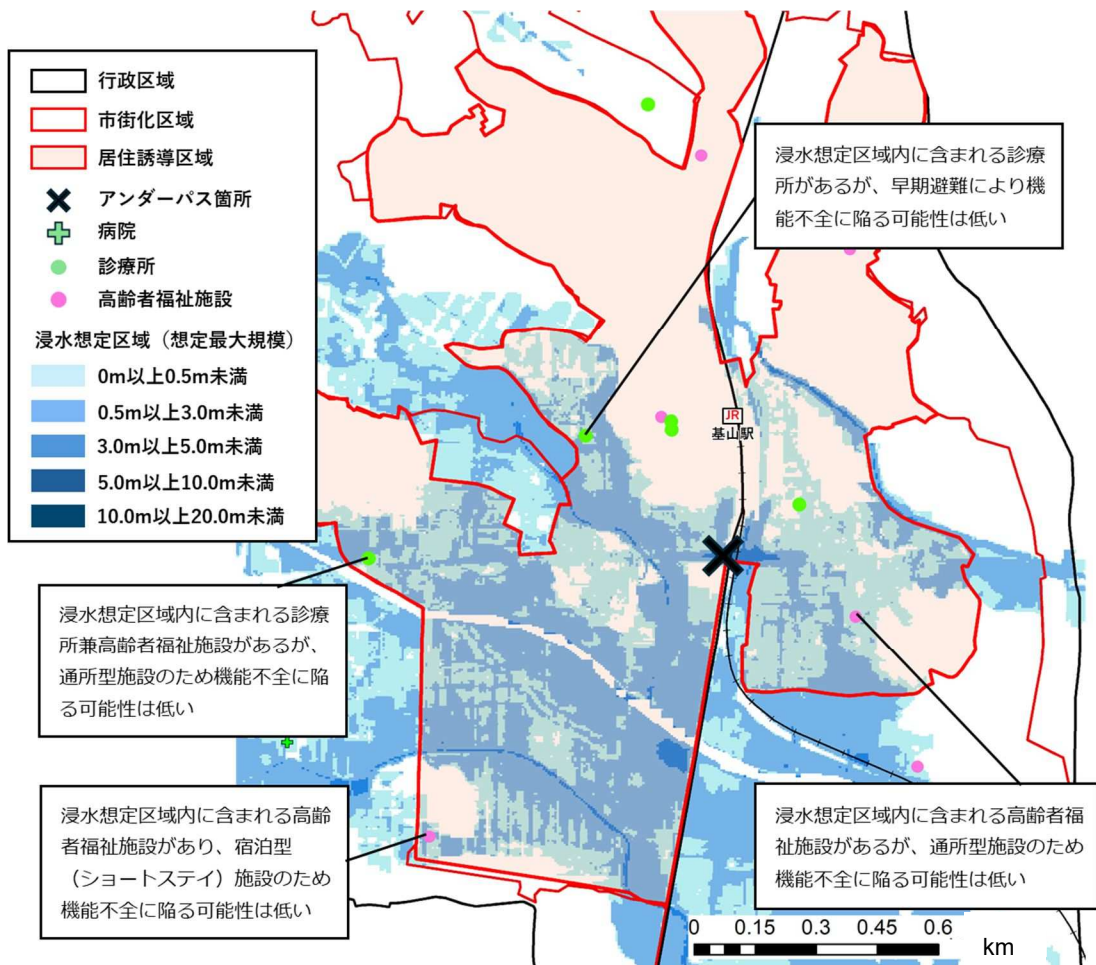 行政区域
市街化区域
居住誘導区域
アンダーパス箇所
病院
診療所
高齢者福祉施設
浸水想定区域（想定最大規模）
0m以上0.5m未満
0.5m以上3.0m未満
3.0m以上5.0m未満
5.0m以上10.0m未満
10.0m以上20.0m未満
浸水想定区域内に含まれる診療
所があるが、早期避難により機
能不全に陥る可能性は低い
JR
基山駅
浸水想定区域内に含まれる診療
所兼高齢者福祉施設があるが、
通所型施設のため機能不全に陥
る可能性は低い
浸水想定区域内に含まれる高齢
者福祉施設があり、宿泊型
（ショートステイ）施設のため
機能不全に陥る可能性は低い
浸水想定区域内に含まれる高齢者福
祉施設があるが、通所型施設のため
機能不全に陥る可能性は低い
0 0.15 0.3 0.45 0.6
km